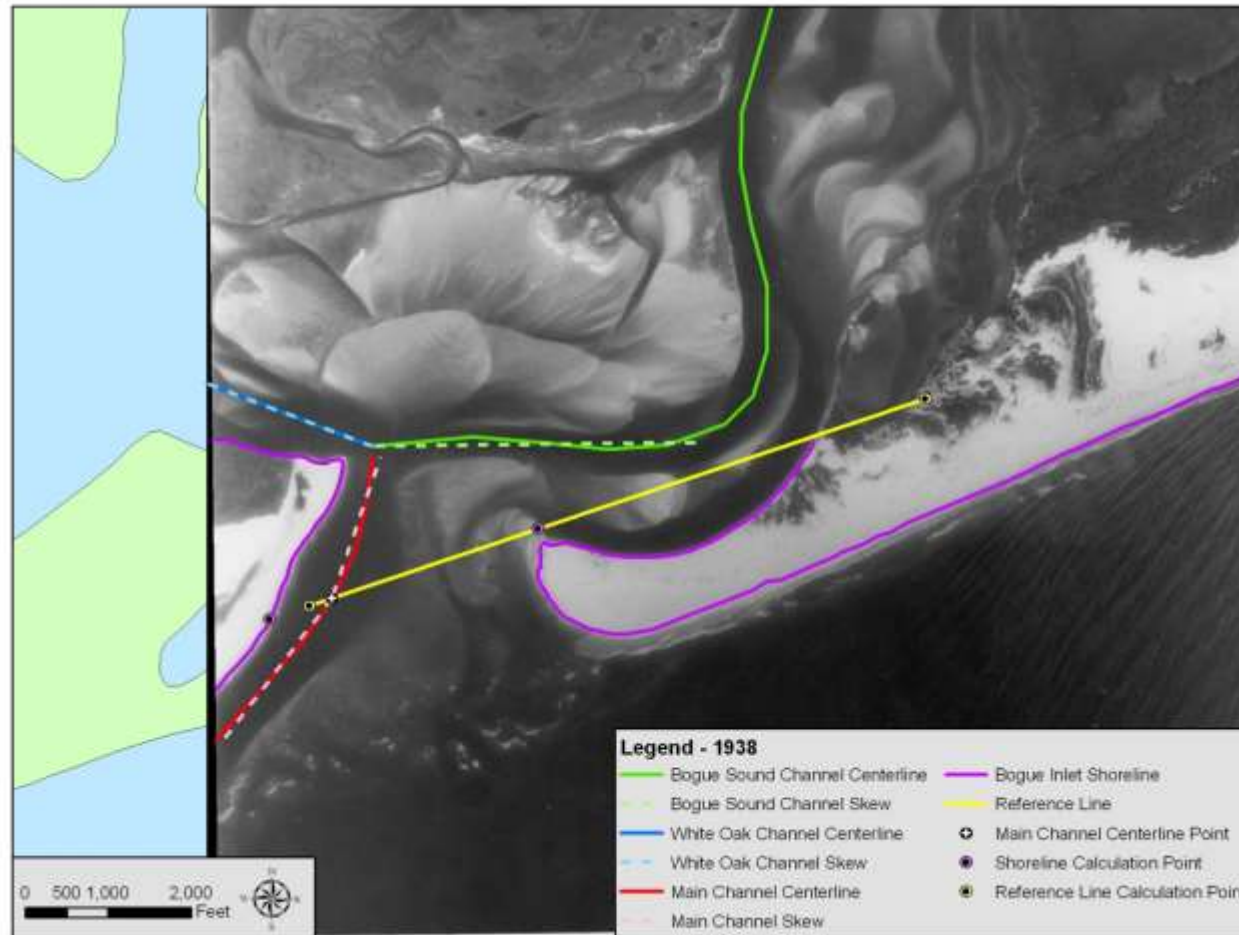 Legend - 1938
Bogue Sound Channel Centerline
Bogue Sound Channel Skew
White Oak Channel Centerline
White Oak Channel Skew
Main Channel Centerline
Main Channel Skew
Bogue Inlet Shoreline
Reference Line
Main Channel Centerline Point
Shoreline Calculation Point
Reference Line Calculation Point
0 500 1,000 2,000
Feet